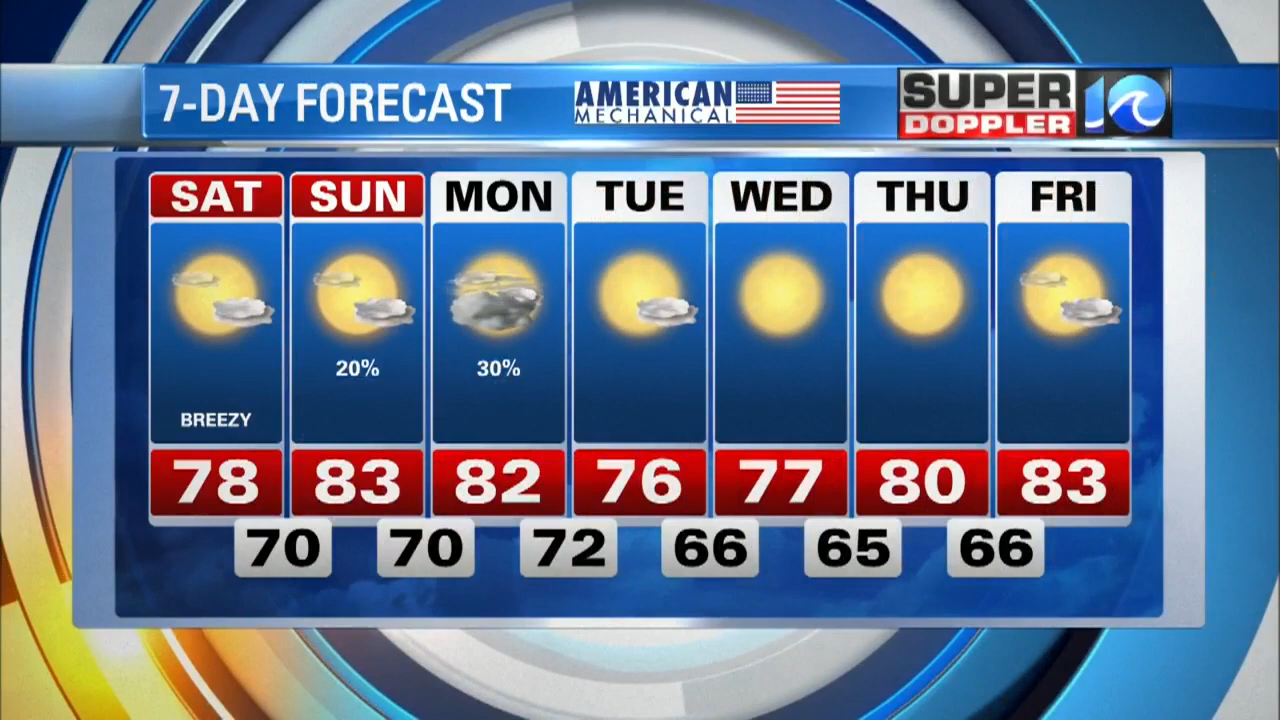 7-DAY FORECAST
AMERICAN
MECHANICAL
SUPER
DOPPLER 10
SAT SUN MON TUE WED THU FRI
20% 30%
BREEZY
78 83 82 76 77 80 83
70 70 72 66 65 66